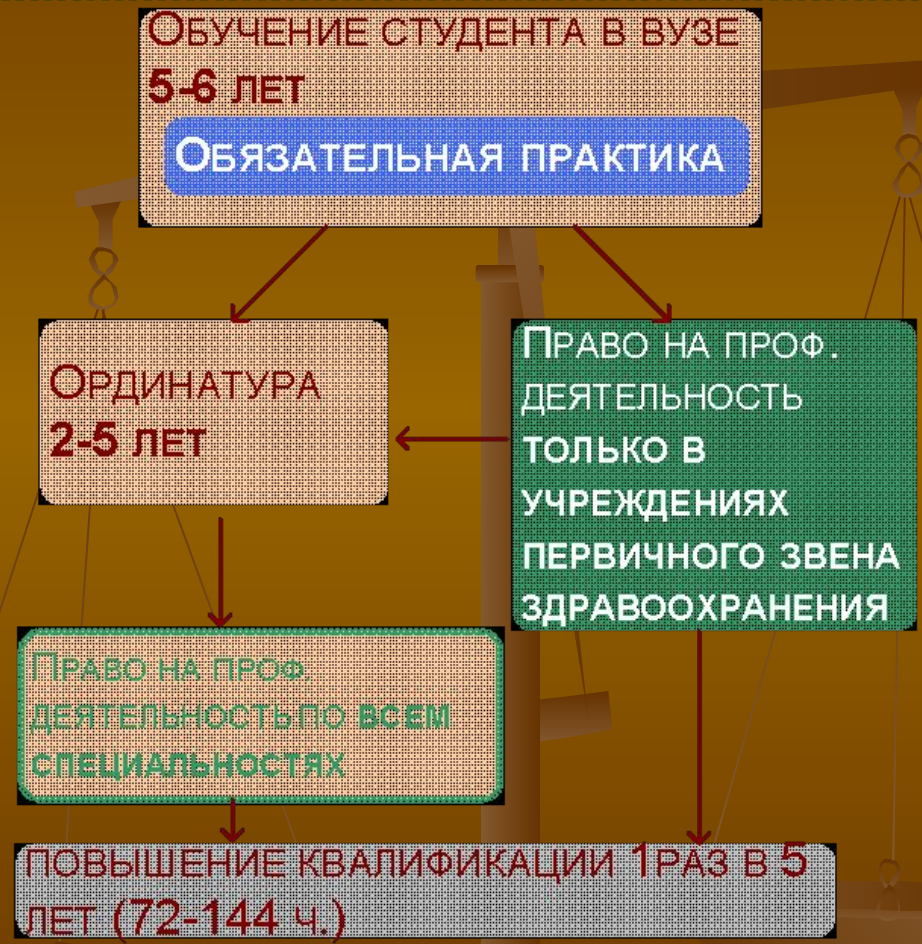 Обучение студента в вузе
5-6 лет
Обязательная практика
Ординатура
2-5 лет
Право на проф.
деятельность
только в
учреждениях
первичного звена
здравоохранения
Право на проф.
деятельность по всем
специальностях
повышение квалификации 1раз в 5
лет (72-144 ч.)